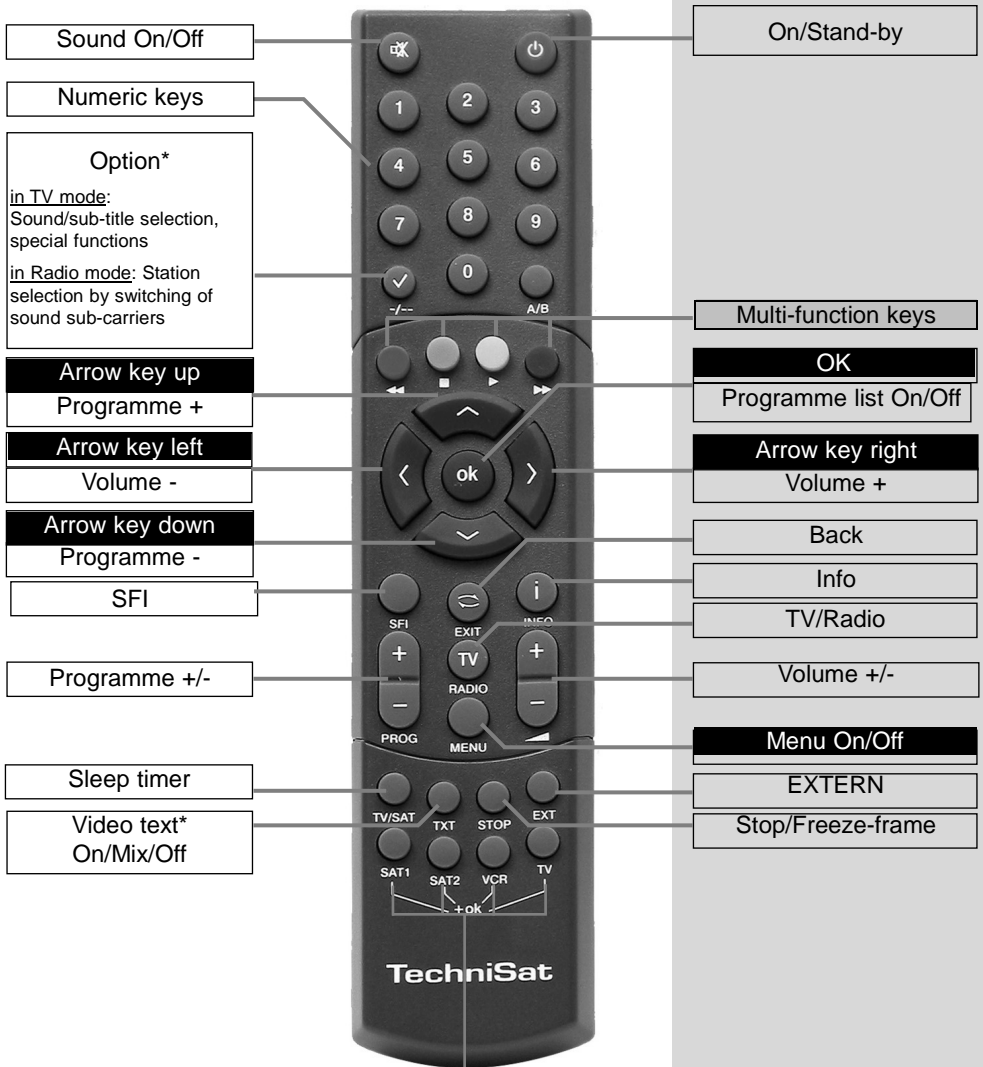 Sound On/Off
On/Stand-by
Numeric keys
1
2
3
4
5
6
7
8
9
0
-/--
A/B
Option*
in TV mode:
Sound/sub-title selection,
special functions
in Radio mode: Station
selection by switching of
sound sub-carriers
Multi-function keys
Arrow key up
Programme +
OK
Programme list On/Off
Arrow key left
Volume -
ok
Arrow key right
Volume +
Arrow key down
Programme -
Back
SFI
Info
i
SFI
EXIT
INFO
TV/Radio
+
TV
+
Programme +/-
Volume +/-
RADIO
−
−
PROG
MENU
Menu On/Off
Sleep timer
EXTERN
TV/SAT
TXT
STOP
EXT
Video text*
On/Mix/Off
Stop/Freeze-frame
SAT1
SAT2
VCR
TV
+ok
TechniSat